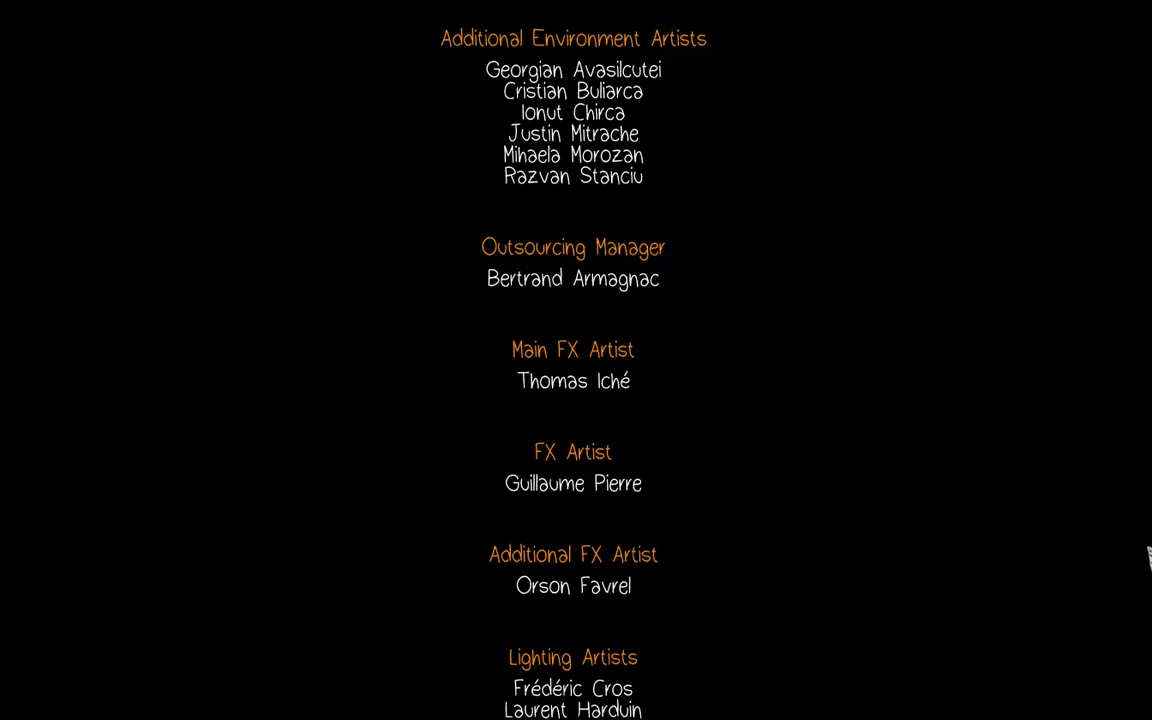 Additional Environment Artists
Georgian Avasilcutei
Cristian Buliarca
Ionut Chirca
Justin Mitrache
Mihaela Morozan
Razvan Stanciu
Outsourcing Manager
Bertrand Armagnac
Main FX Artist
Thomas Iché
FX Artist
Guillaume Pierre
Additional FX Artist
Orson Favrel
Lighting Artists
Frédéric Cros
Laurent Harduin